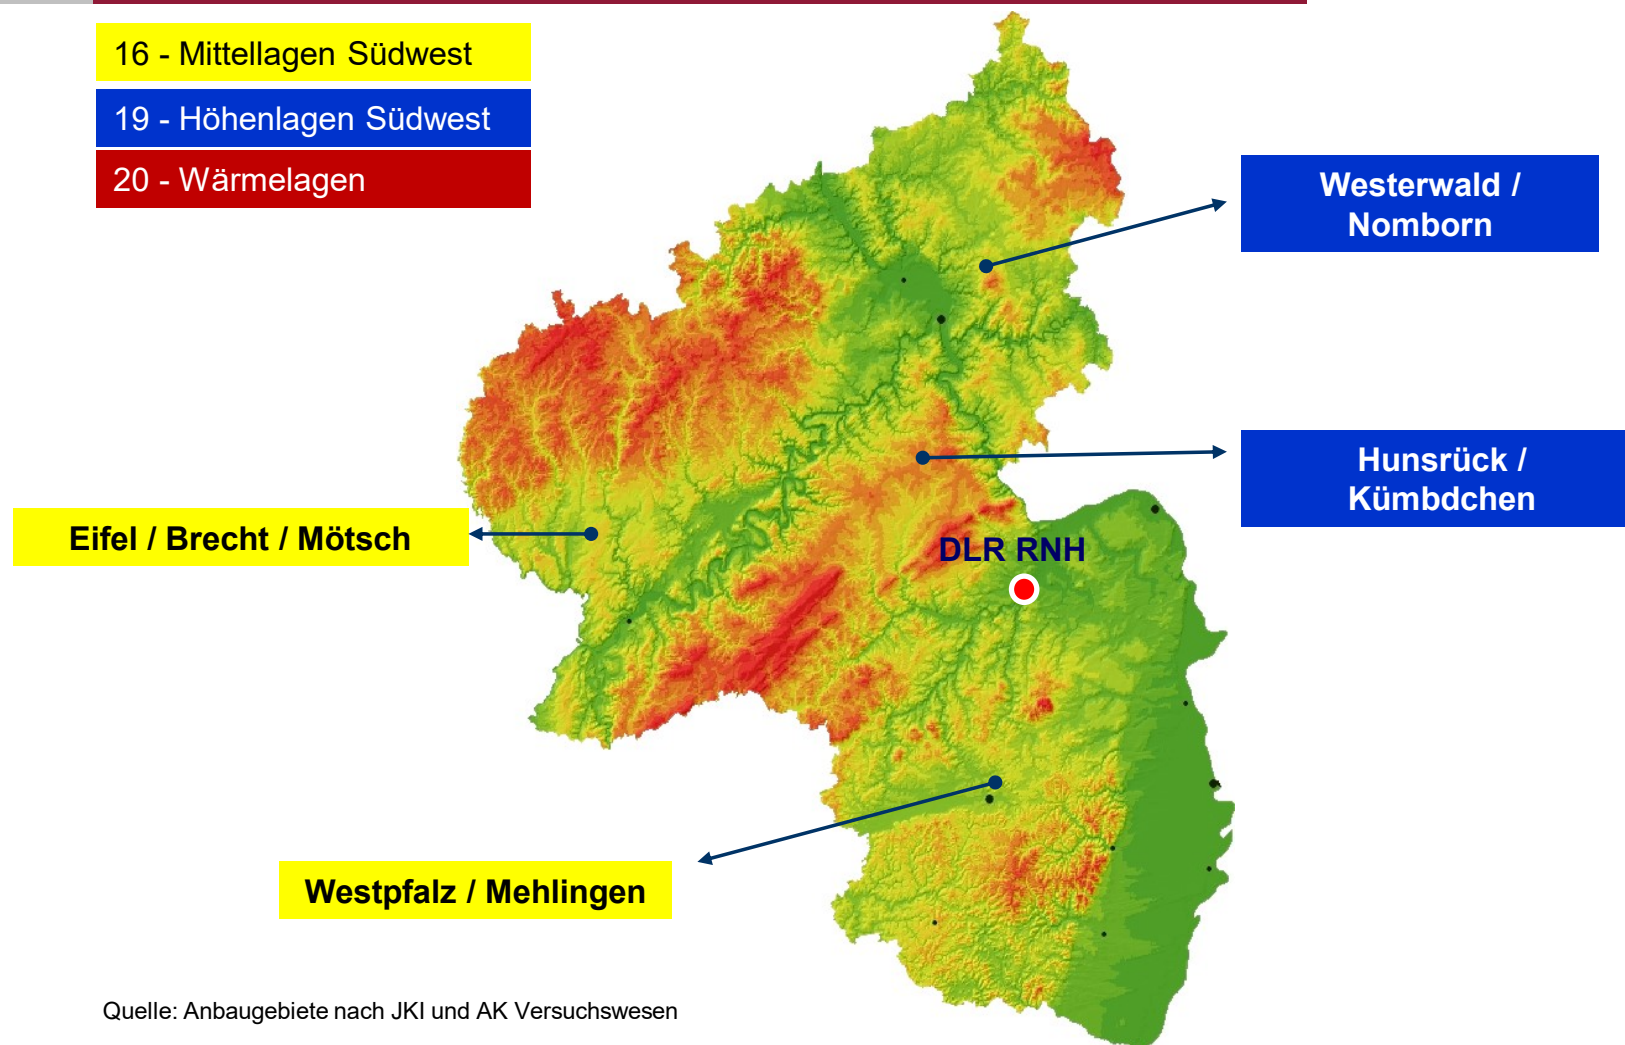 16 - Mittellagen Südwest
19 - Höhenlagen Südwest
20 - Wärmelagen
Westerwald /
Nomborn
Hunsrück /
Kümbdchen
Eifel / Brecht / Mötsch
DLR RNH
Westpfalz / Mehlingen
Quelle: Anbaugebiete nach JKI und AK Versuchswesen